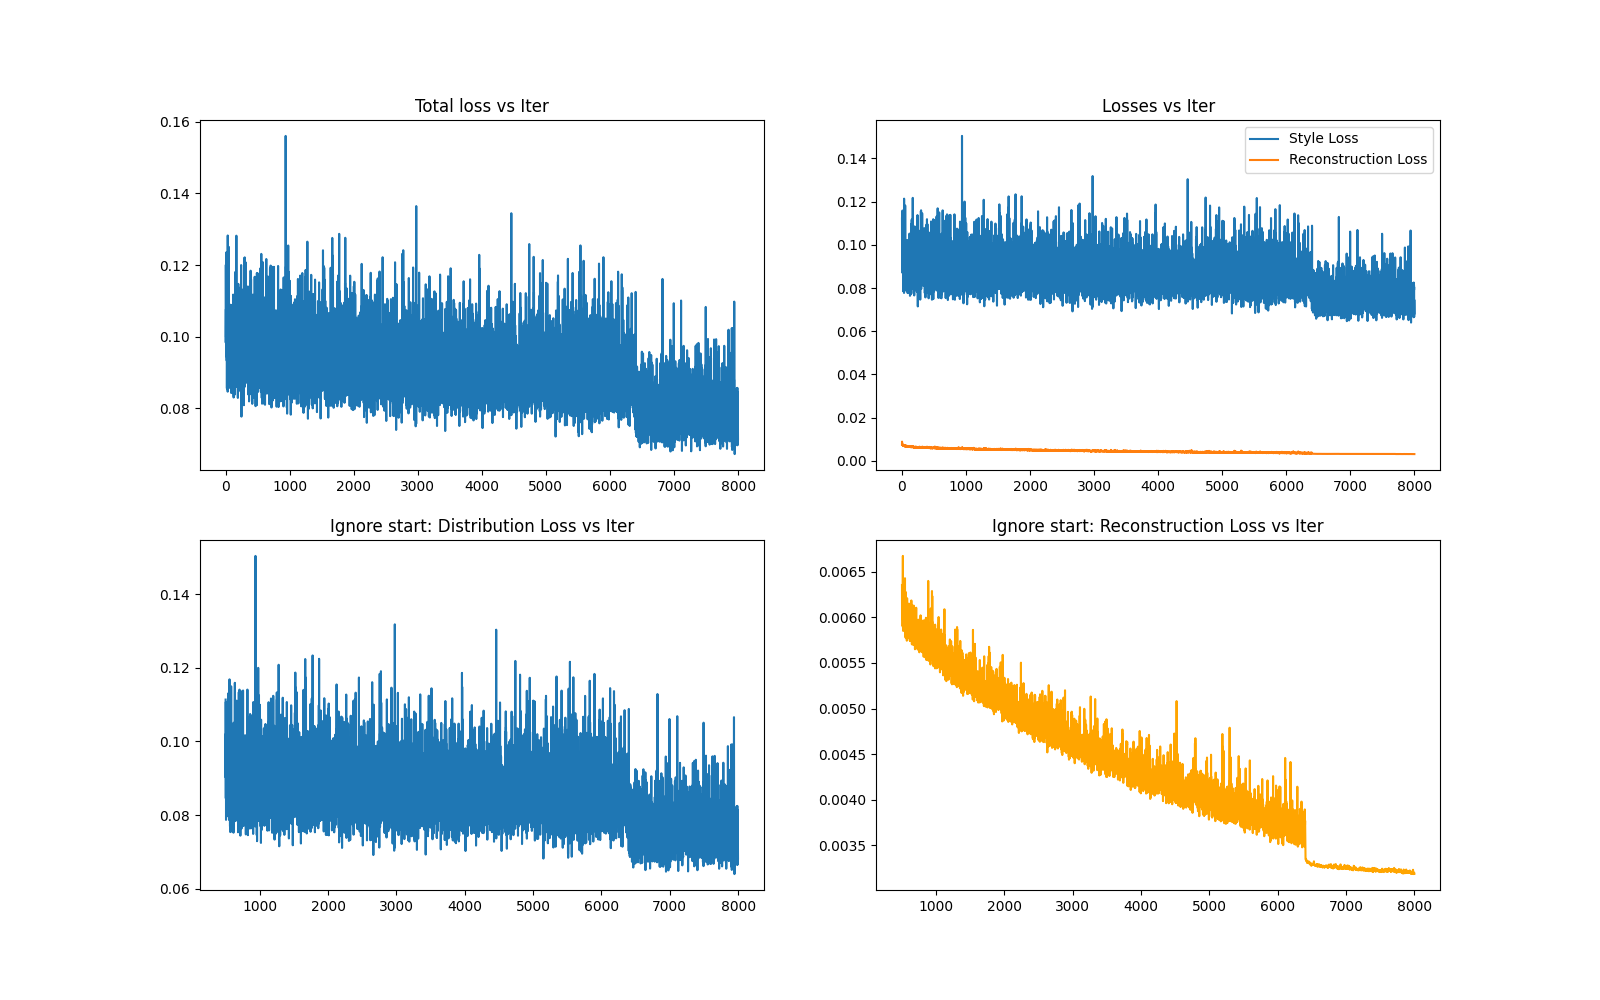 Total loss vs Iter
0.16
0.14
0.12
0.10
0.08
0 1000 2000 3000 4000 5000 6000 7000 8000
Losses vs Iter
Style Loss
Reconstruction Loss
0.14
0.12
0.10
0.08
0.06
0.04
0.02
0.00
0 1000 2000 3000 4000 5000 6000 7000 8000
Ignore start: Distribution Loss vs Iter
0.14
0.12
0.10
0.08
0.06
1000 2000 3000 4000 5000 6000 7000 8000
Ignore start: Reconstruction Loss vs Iter
0.0065
0.0060
0.0055
0.0050
0.0045
0.0040
0.0035
1000 2000 3000 4000 5000 6000 7000 8000